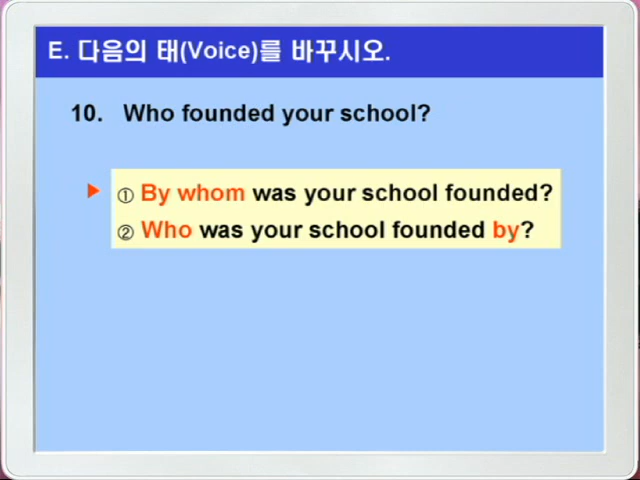 E. 다음의 태(Voice)를 바꾸시오.
10. Who founded your school?
▶ ① By whom was your school founded?
② Who was your school founded by?